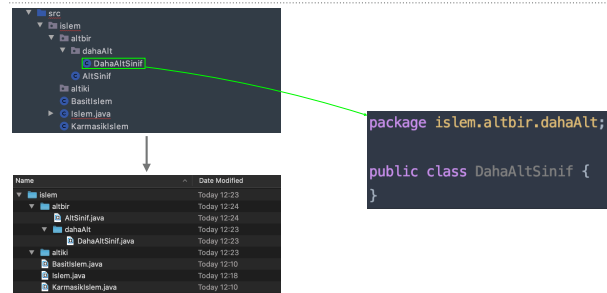 src
islem
altbir
dahaAlt
DahaAltSinif
AltSinif
altiki
BasitIslem
Islem.java
KarmasikIslem
package islem.altbir.dahaAlt;
public class DahaAltSinif {
}
Name Date Modified
islem Today 12:23
altbir Today 12:24
AltSinif.java Today 12:24
dahaAlt Today 12:23
DahaAltSinif.java Today 12:23
altiki Today 12:23
BasitIslem.java Today 12:10
Islem.java Today 12:18
KarmasikIslem.java Today 12:10